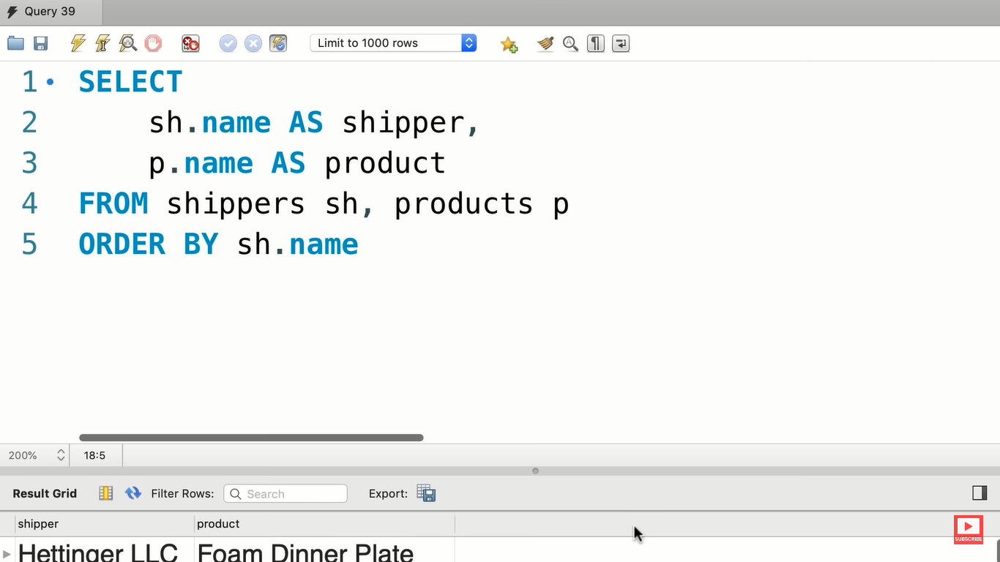 Query 39
Limit to 1000 rows
1 SELECT
2 sh.name AS shipper,
3 p.name AS product
4 FROM shippers sh, products p
5 ORDER BY sh.name
200% 18:5
Result Grid Filter Rows: Search Export:
shipper product
Hettinger LLC Foam Dinner Plate
SUBSCRIBE